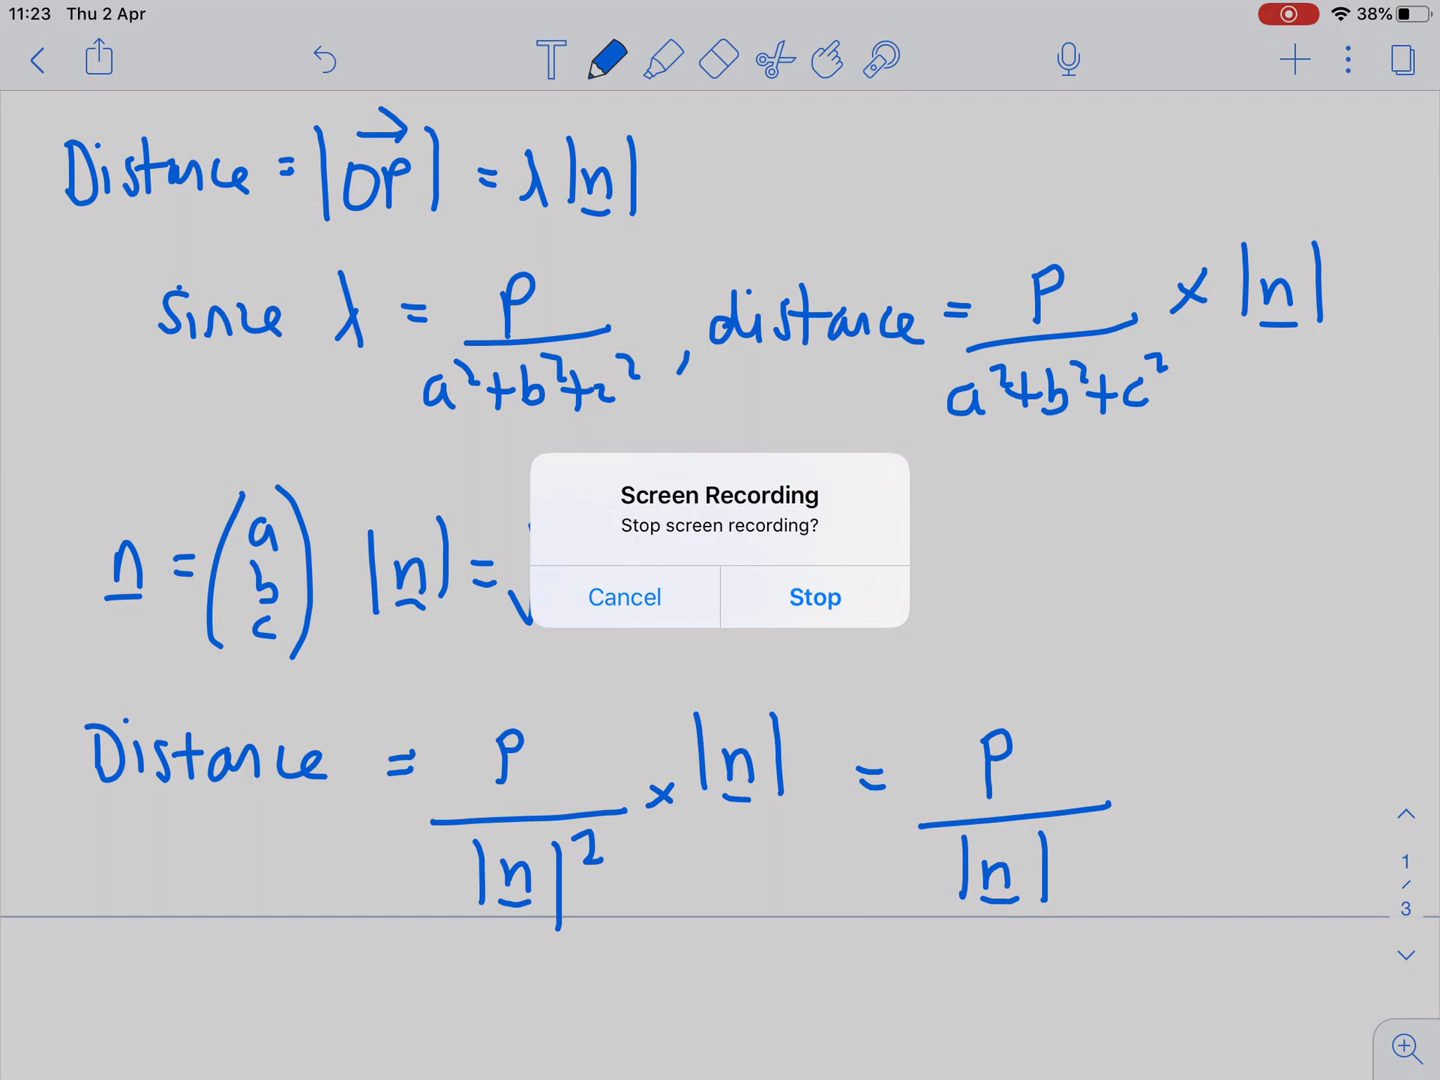 11:23 Thu 2 Apr 38%
T
Distance = |OP| = λ|n|
since λ = p / a²+b²+c², distance = p / a²+b²+c² × |n|
Screen Recording
Stop screen recording?
Cancel Stop
n = (a b c) |n| = √
Distance = p / |n|² × |n| = p / |n|
1 / 3